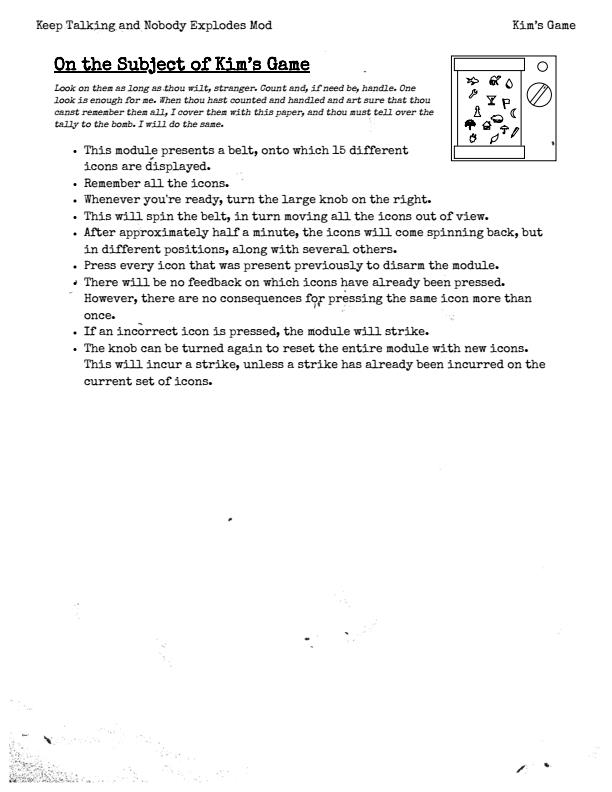 Keep Talking and Nobody Explodes Mod
Kim's Game
On the Subject of Kim's Game
Look on them as long as thou wilt, stranger. Count and, if need be, handle. One
look is enough for me. When thou hast counted and handled and art sure that thou
canst remember them all, I cover them with this paper, and thou must tell over the
tally to the bomb. I will do the same.
• This module presents a belt, onto which 15 different
icons are displayed.
• Remember all the icons.
• Whenever you're ready, turn the large knob on the right.
• This will spin the belt, in turn moving all the icons out of view.
• After approximately half a minute, the icons will come spinning back, but
in different positions, along with several others.
• Press every icon that was present previously to disarm the module.
• There will be no feedback on which icons have already been pressed.
However, there are no consequences for pressing the same icon more than
once.
• If an incorrect icon is pressed, the module will strike.
• The knob can be turned again to reset the entire module with new icons.
This will incur a strike, unless a strike has already been incurred on the
current set of icons.